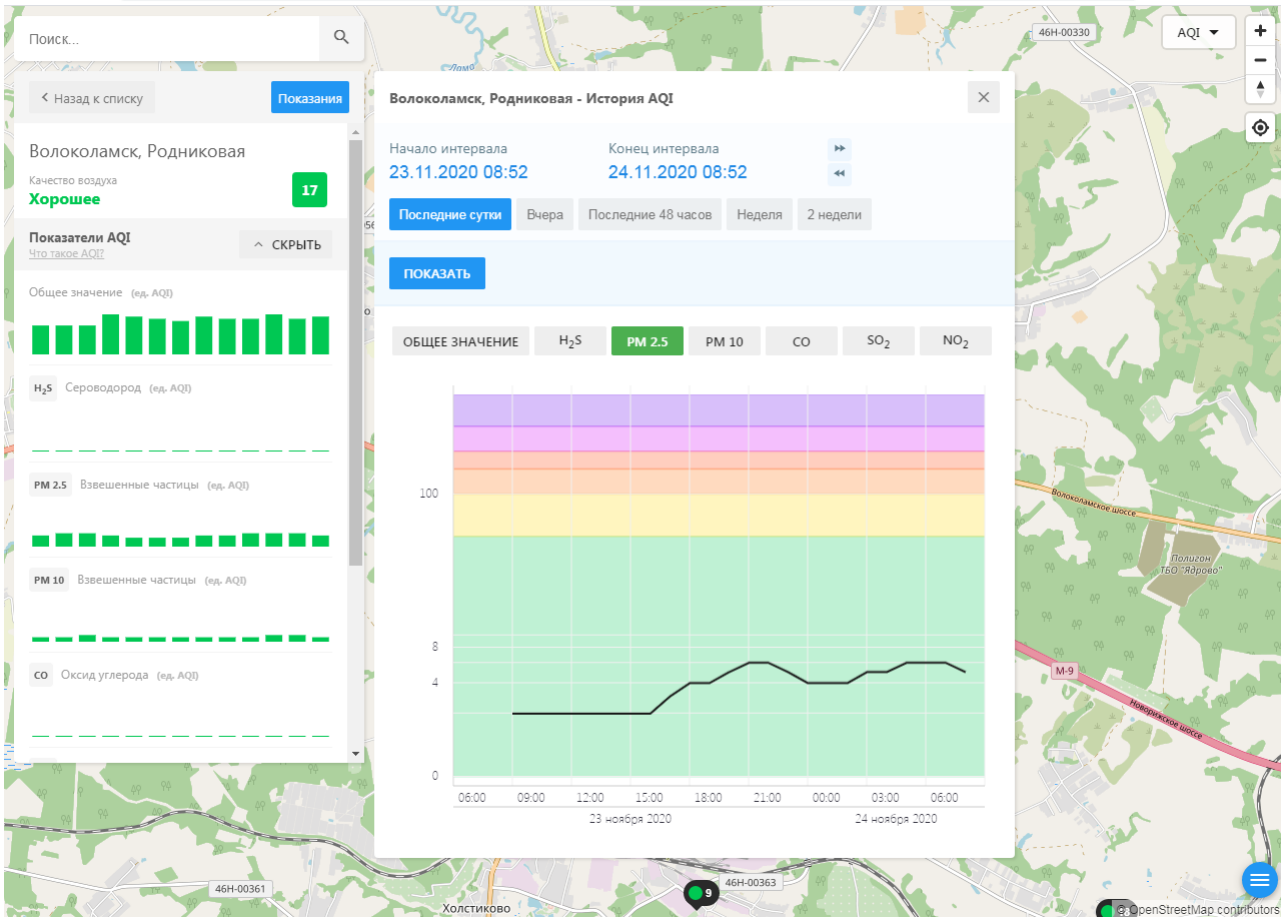 Поиск...
46Н-00330
AQI
Назад к списку
Показания
Волоколамск, Родниковая
Качество воздуха
Хорошее
17
Показатели AQI
Что такое AQI?
СКРЫТЬ
Общее значение (ед. AQI)
H2S Сероводород (ед. AQI)
PM 2.5 Взвешенные частицы (ед. AQI)
PM 10 Взвешенные частицы (ед. AQI)
CO Оксид углерода (ед. AQI)
Волоколамск, Родниковая - История AQI
Начало интервала
Конец интервала
23.11.2020 08:52
24.11.2020 08:52
Последние сутки
Вчера
Последние 48 часов
Неделя
2 недели
ПОКАЗАТЬ
ОБЩЕЕ ЗНАЧЕНИЕ H2S PM 2.5 PM 10 CO SO2 NO2
100
8
4
0
06:00 09:00 12:00 15:00 18:00 21:00 00:00 03:00 06:00
23 ноября 2020 24 ноября 2020
Волоколамское шоссе
Полигон
ТБО "Ядрово"
М-9
Новорижское шоссе
46Н-00361
9
46Н-00363
Холстиково
© OpenStreetMap contributors